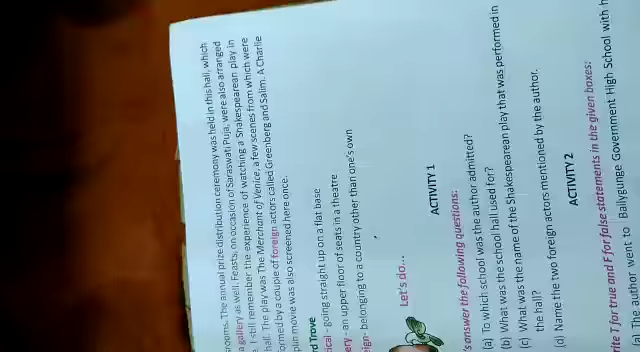 rooms. The annual prize distribution ceremony was held in this hall, which
a gallery as well. Feasts, on occasion of Saraswati Puja, were also arranged
I still remember the experience of watching a Shakespearean play in
hall. The play was The Merchant of Venice, a few scenes from which were
ormed by a couple of foreign actors called Greenberg and Salim. A Charlie
plin movie was also screened here once.
rd Trove
ical - going straight up on a flat base
ery - an upper floor of seats in a theatre
eign- belonging to a country other than one's own
Let's do...
ACTIVITY 1
's answer the following questions:
(a) To which school was the author admitted?
(b) What was the school hall used for?
(c) What was the name of the Shakespearean play that was performed in
the hall?
(d) Name the two foreign actors mentioned by the author.
ACTIVITY 2
rite T for true and F for false statements in the given boxes:
The author went to Ballygunge Government High School with h